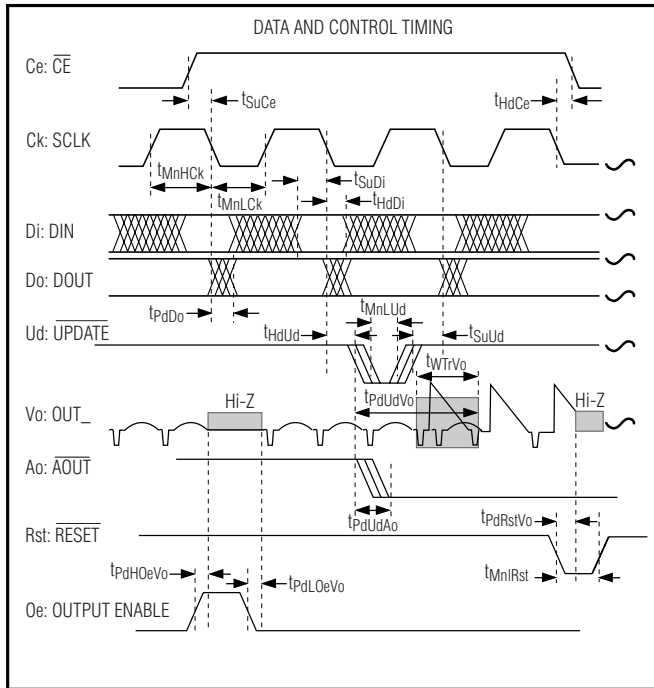 DATA AND CONTROL TIMING
Ce: CE
tSuCe
tHdCe
Ck: SCLK
tMnHCk
tMnLCk
tSuDi
tHdDi
Di: DIN
Do: DOUT
tPdDo
tHdUd
tMnLUd
tSuUd
Ud: UPDATE
tWTrVo
tPdUdVo
Hi-Z
Hi-Z
Vo: OUT_
Ao: AOUT
tPdUdAo
tPdRstVo
Rst: RESET
tMnlRst
tPdHOeVo
tPdLOeVo
Oe: OUTPUT ENABLE